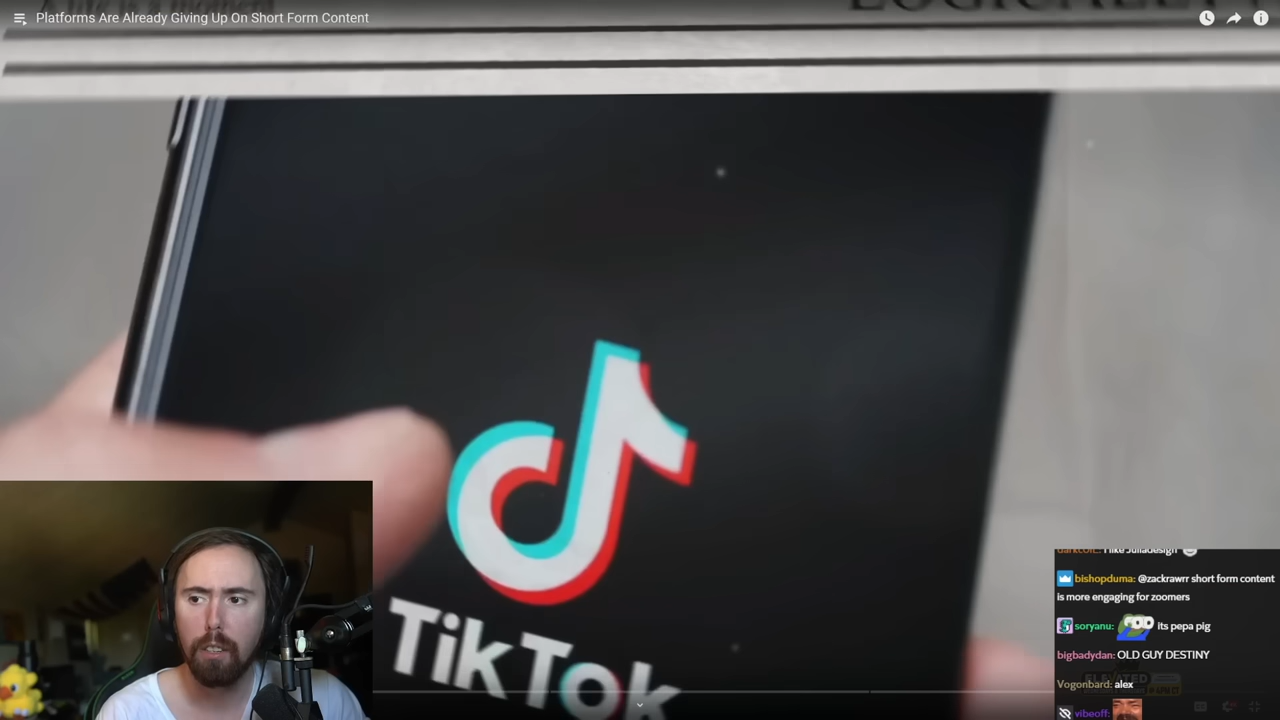 Platforms Are Already Giving Up On Short Form Content
TikTok
bishopduma: @zackrawrr short form content
is more engaging for zoomers
soryanu: its pepa pig
bigbadydan: OLD GUY DESTINY
Vogonbard: alex
vibeoff: